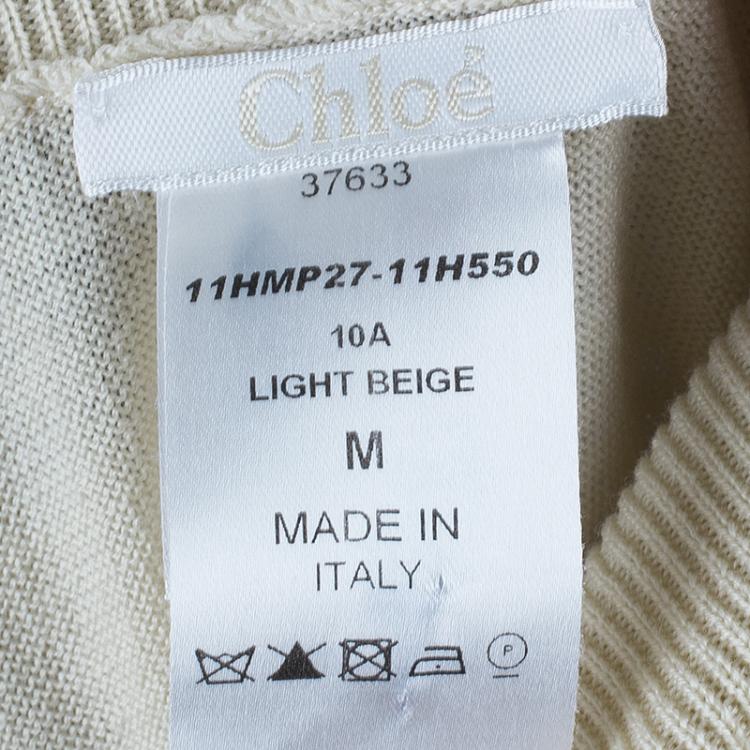 Chloé
37633
11HMP27-11H550
10A
LIGHT BEIGE
M
MADE IN
ITALY
P